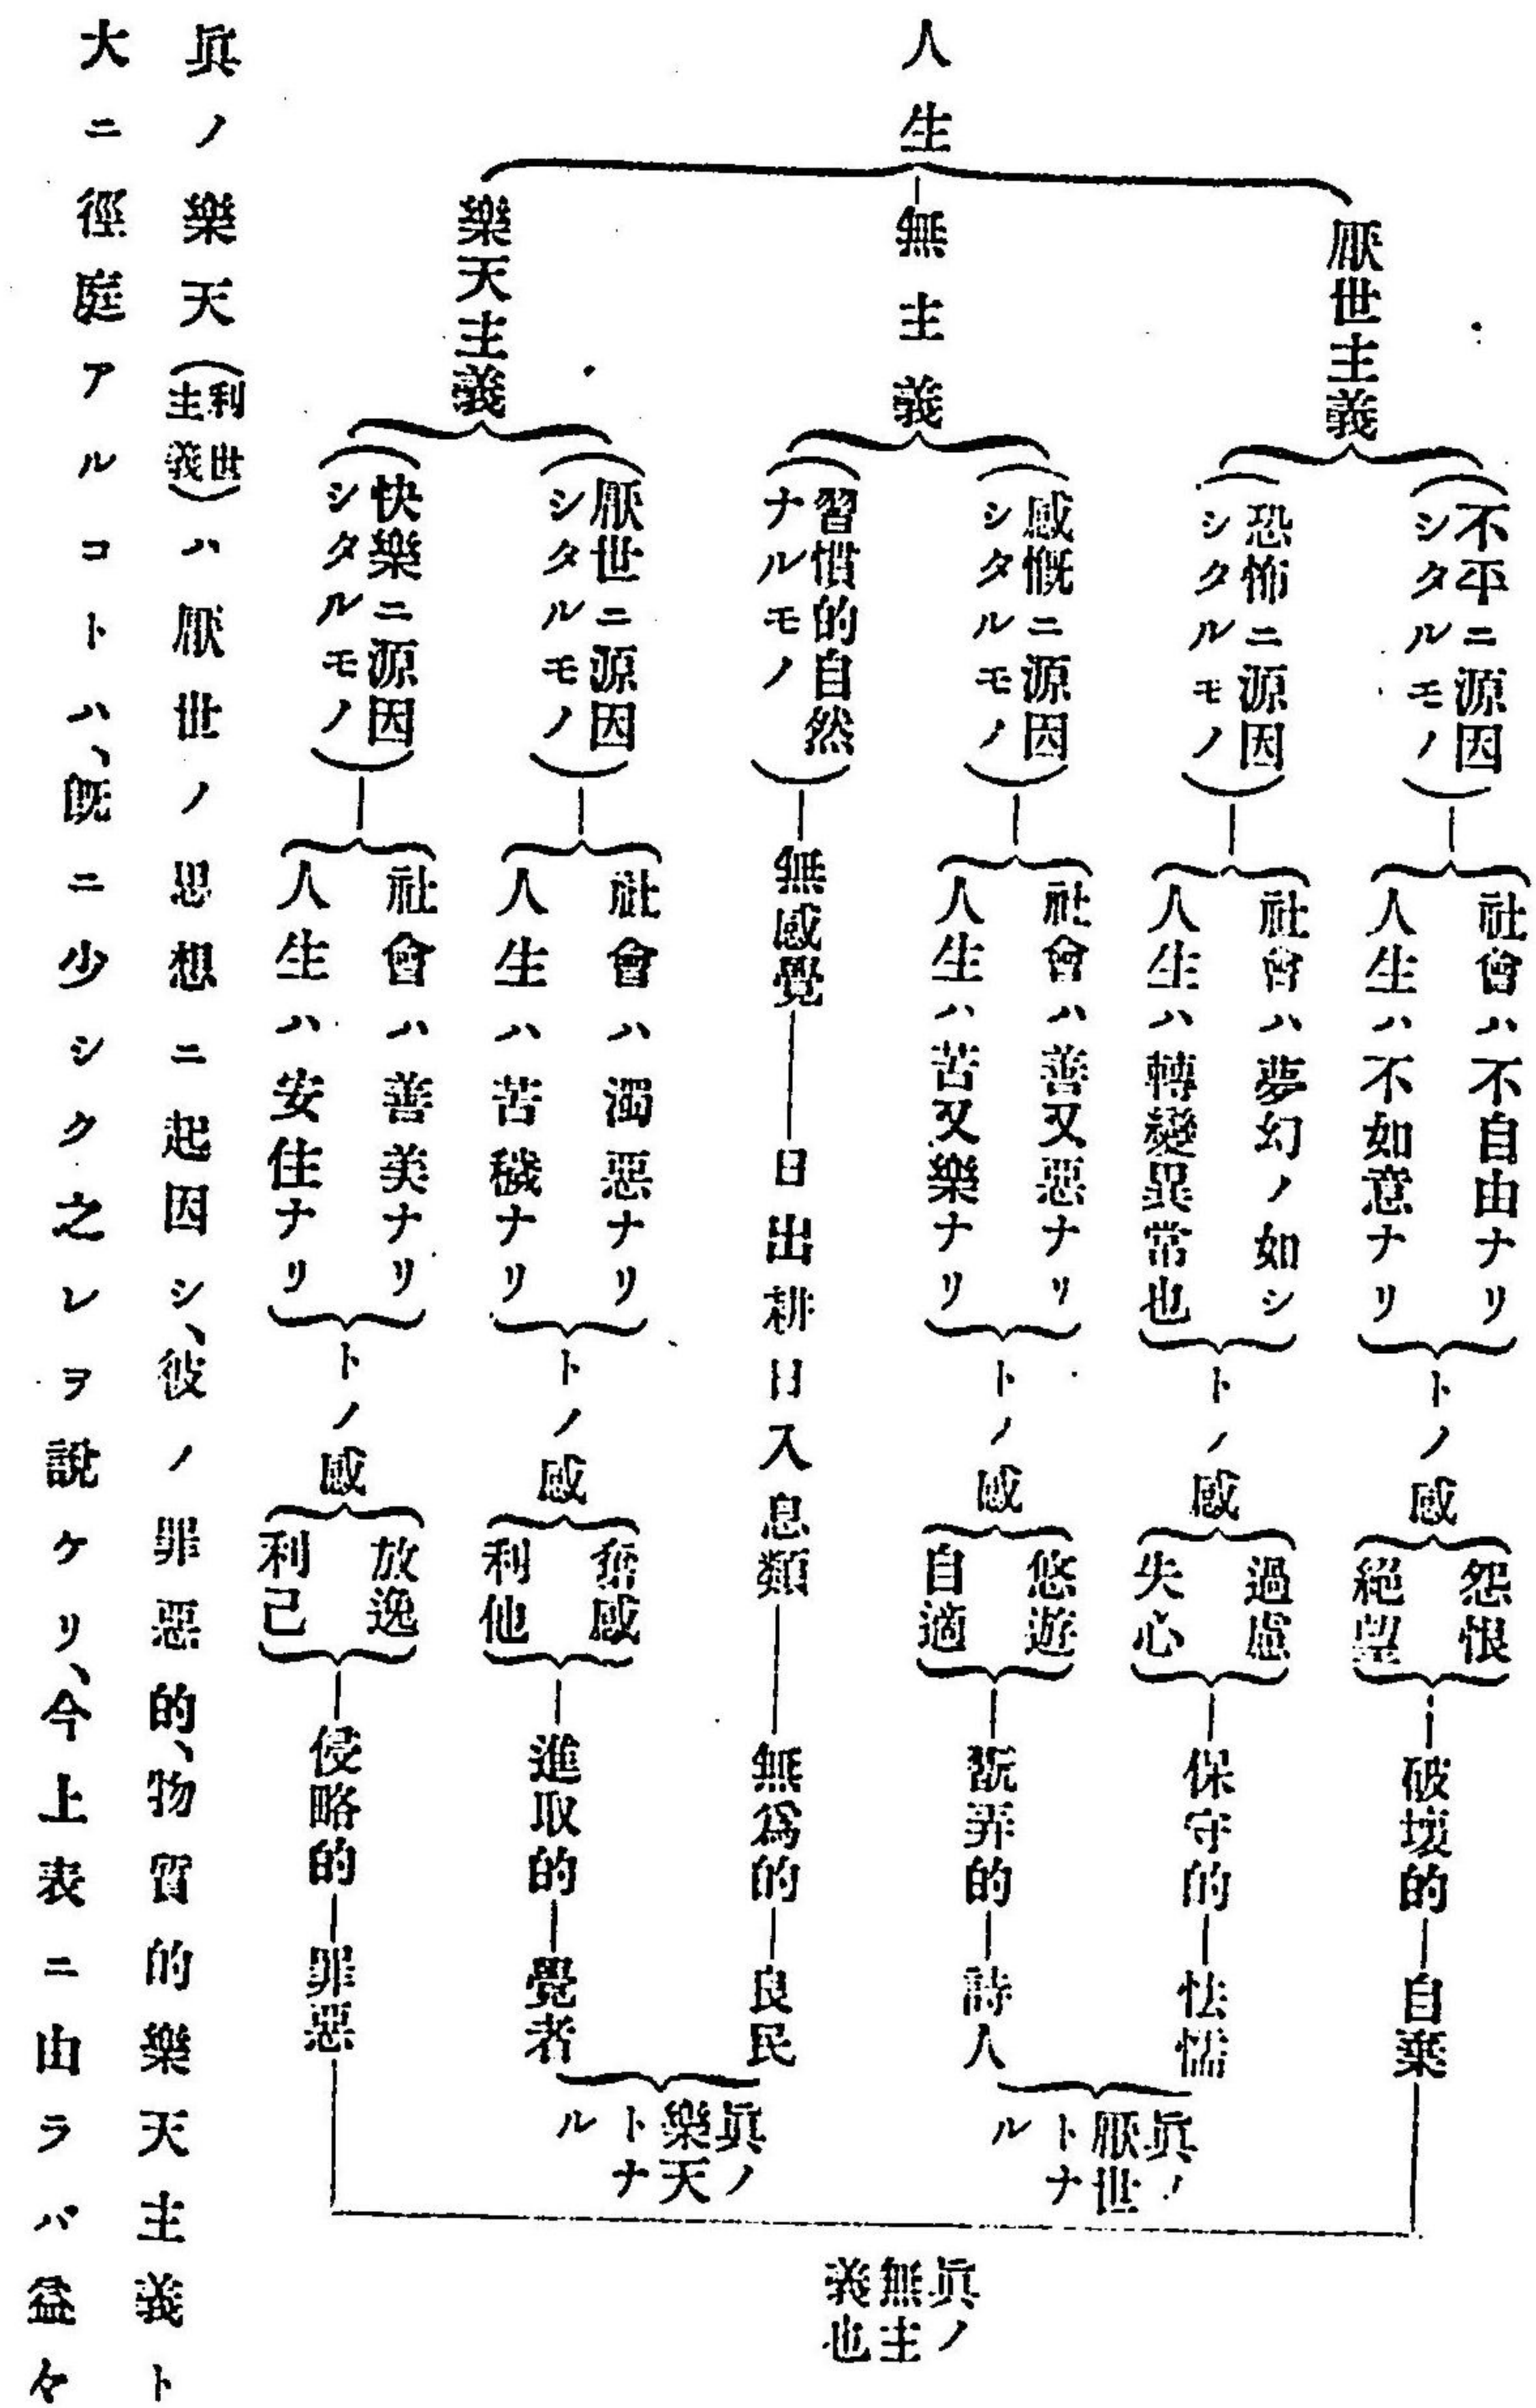 人生
厭世主義
(不平ニ源因
シタルモノ)
社會ハ不自由ナリ
人生ハ不如意ナリ
トノ感
怨恨
絶望
破壊的
自棄
(恐怖ニ源因
シタルモノ)
社會ハ夢幻ノ如シ
人生ハ轉變異常也
トノ感
過慮
失心
保守的
怯懦
無主義
(感慨ニ源因
シタルモノ)
社會ハ善又惡ナリ
人生ハ苦又樂ナリ
トノ感
悠遊
自適
翫弄的
詩人
眞ノ
厭世
トナ
ル
(習慣的自然
ナルモノ)
無感覺
日出耕日入息類
無爲的
良民
樂天主義
(厭世ニ源因
シタルモノ)
社會ハ濁惡ナリ
人生ハ苦穢ナリ
トノ感
奮感
利他
進取的
覺者
眞ノ
樂天
トナ
ル
(快樂ニ源因
シタルモノ)
社會ハ善美ナリ
人生ハ安住ナリ
トノ感
放逸
利己
侵略的
罪惡
眞ノ
無主
義也
眞ノ樂天(利世主義)ハ厭世ノ思想ニ起因シ、彼ノ罪惡的、物質的樂天主義ト
大ニ徑庭アルコトハ、既ニ少シク之レヲ説ケリ、今上表ニ由ラバ益々